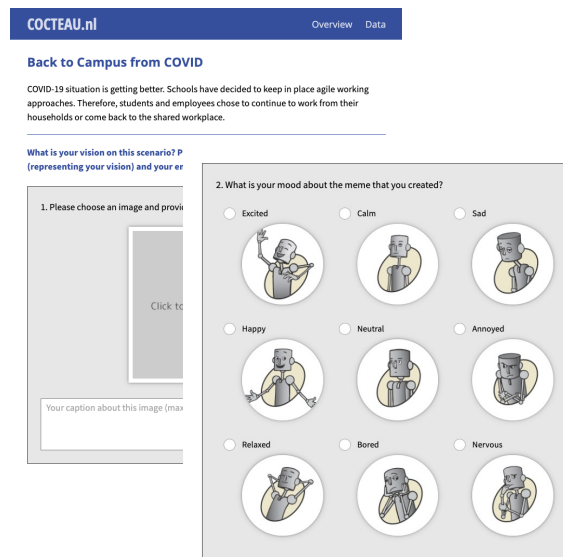 COCTEAU.nl
Overview Data
Back to Campus from COVID
COVID-19 situation is getting better. Schools have decided to keep in place agile working
approaches. Therefore, students and employees chose to continue to work from their
households or come back to the shared workplace.
What is your vision on this scenario? P
(representing your vision) and your er
1. Please choose an image and provi
Click to
Your caption about this image (max
2. What is your mood about the meme that you created?
Excited Calm Sad
Happy Neutral Annoyed
Relaxed Bored Nervous